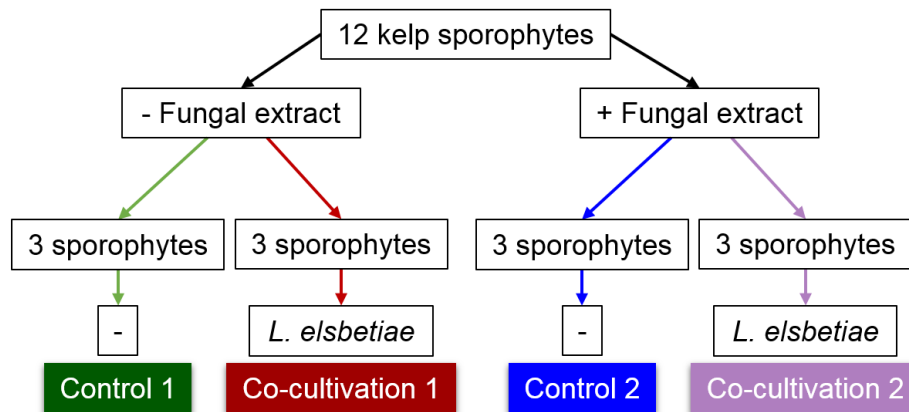 12 kelp sporophytes
- Fungal extract
+ Fungal extract
3 sporophytes
3 sporophytes
3 sporophytes
3 sporophytes
-
L. elsbetiae
-
L. elsbetiae
Control 1
Co-cultivation 1
Control 2
Co-cultivation 2